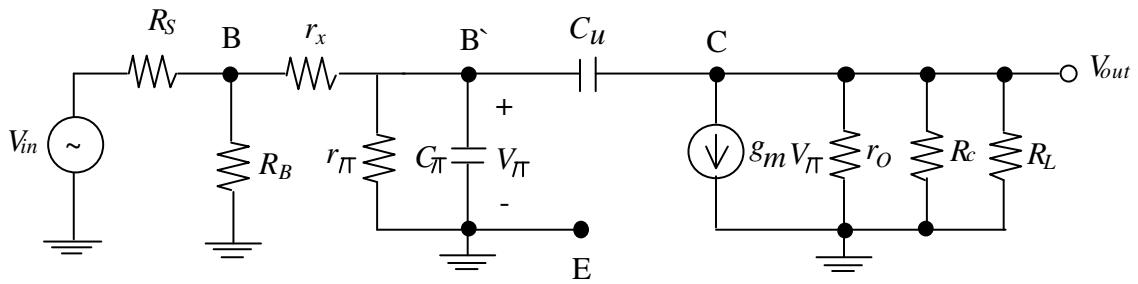 R_S
B
r_x
B`
C_u
C
V_out
V_in
~
R_B
r_π
C_π
+
V_π
-
g_m V_π
r_O
R_c
R_L
E